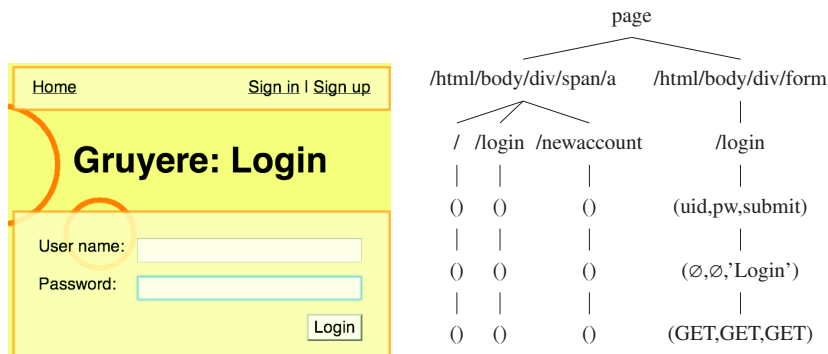 Home Sign in | Sign up
Gruyere: Login
User name:
Password:
Login
page
/html/body/div/span/a /html/body/div/form
/ /login /newaccount /login
() () () (uid,pw,submit)
() () () (∅,∅,'Login')
() () () (GET,GET,GET)